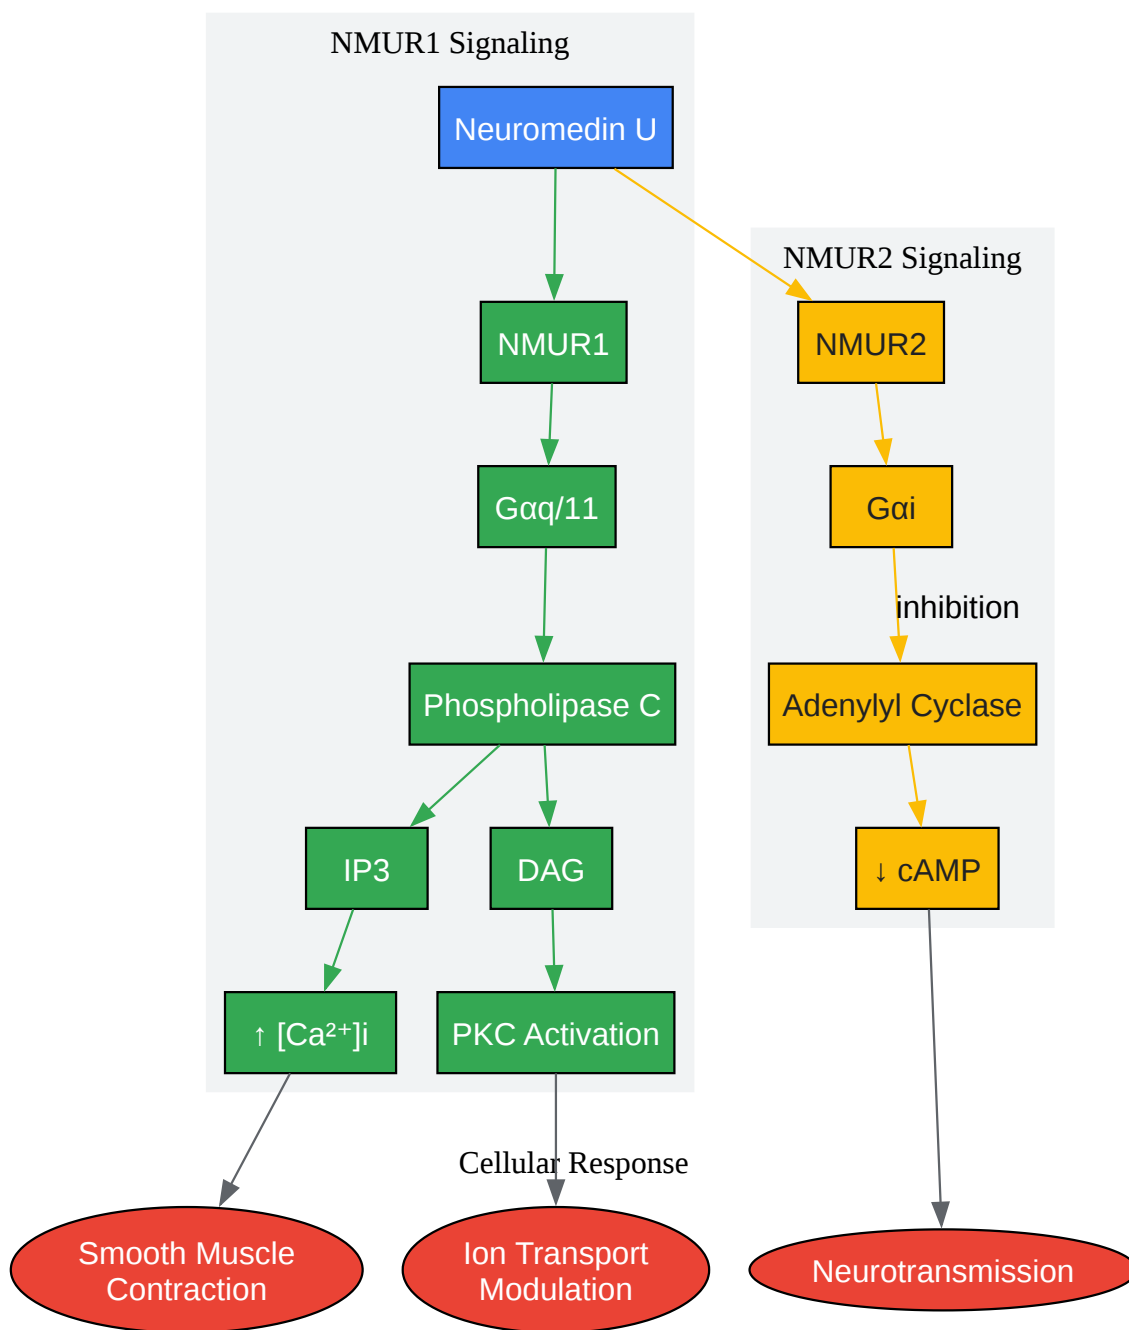 NMUR1 Signaling
Neuromedin U
NMUR2 Signaling
NMUR1
NMUR2
Gαq/11
Gαi
inhibition
Phospholipase C
Adenylyl Cyclase
IP3
DAG
↓ cAMP
↑ [Ca²⁺]i
PKC Activation
Cellular Response
Smooth Muscle
Contraction
Ion Transport
Modulation
Neurotransmission